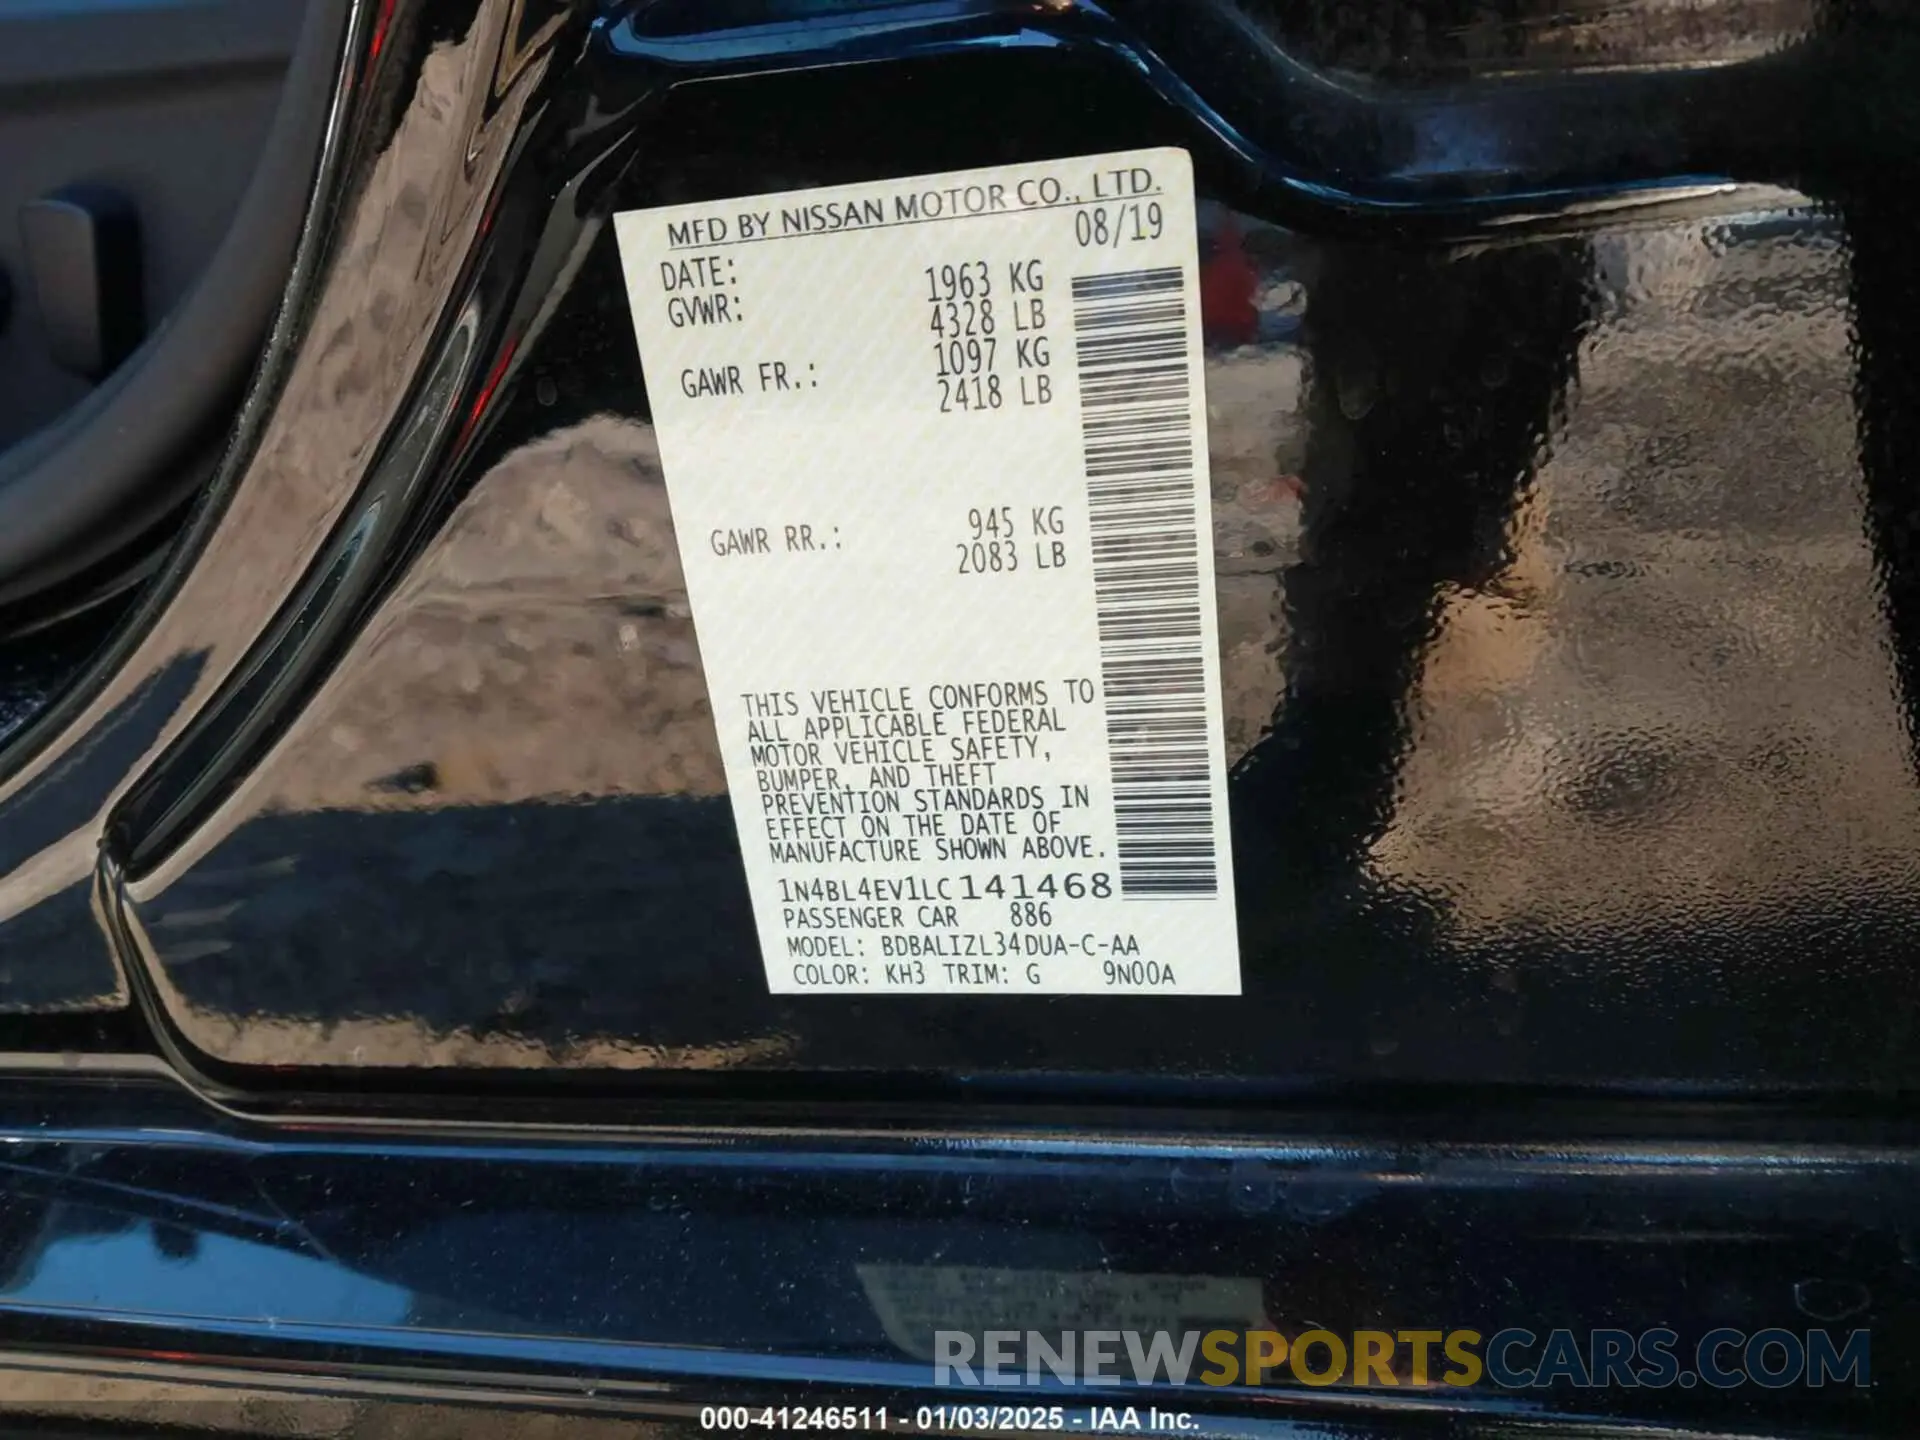 MFD BY NISSAN MOTOR CO., LTD.
DATE: 08/19
GVWR: 1963 KG
4328 LB
GAWR FR.: 1097 KG
2418 LB
GAWR RR.: 945 KG
2083 LB
THIS VEHICLE CONFORMS TO
ALL APPLICABLE FEDERAL
MOTOR VEHICLE SAFETY,
BUMPER, AND THEFT
PREVENTION STANDARDS IN
EFFECT ON THE DATE OF
MANUFACTURE SHOWN ABOVE.
1N4BL4EV1LC141468
PASSENGER CAR 886
MODEL: BDBALIZL34DUA-C-AA
COLOR: KH3 TRIM: G 9N00A
RENEWSPORTSCARS.COM
000-41246511 - 01/03/2025 - IAA Inc.